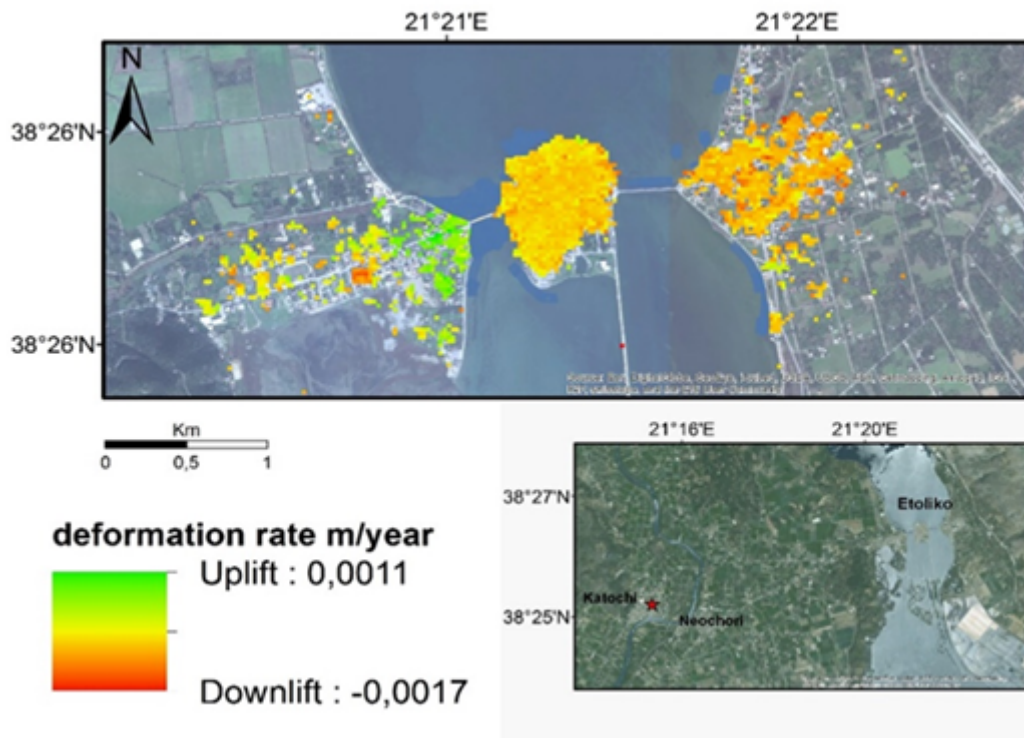 21°21'E
21°22'E
N
38°26'N
38°26'N
Km
0
0,5
1
deformation rate m/year
Uplift : 0,0011
Downlift : -0,0017
21°16'E
21°20'E
38°27'N
38°25'N
Etoliko
Katochi
Neochori